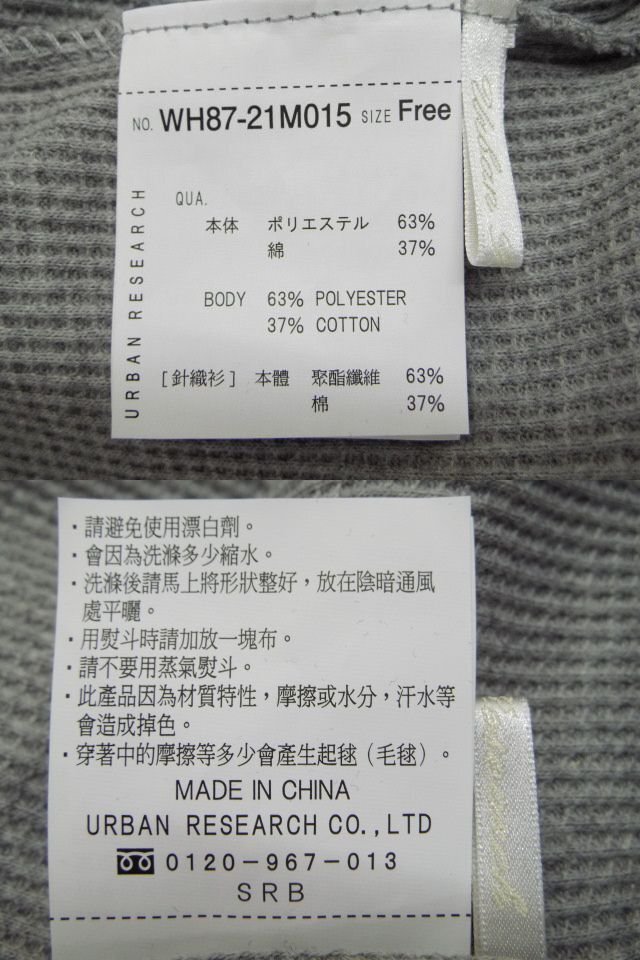 NO. WH87-21M015 SIZE Free
URBAN RESEARCH
QUA.
本体 ポリエステル 63%
綿 37%
BODY 63% POLYESTER
37% COTTON
[針織衫] 本體 聚酯纖維 63%
棉 37%
Urban
・請避免使用漂白劑。
・會因為洗滌多少縮水。
・洗滌後請馬上將形狀整好，放在陰暗通風
處平曬。
・用熨斗時請加放一塊布。
・請不要用蒸氣熨斗。
・此產品因為材質特性，摩擦或水分，汗水等
會造成掉色。
・穿著中的摩擦等多少會產生起毬（毛毬）。
MADE IN CHINA
URBAN RESEARCH CO.,LTD
0120-967-013
SRB